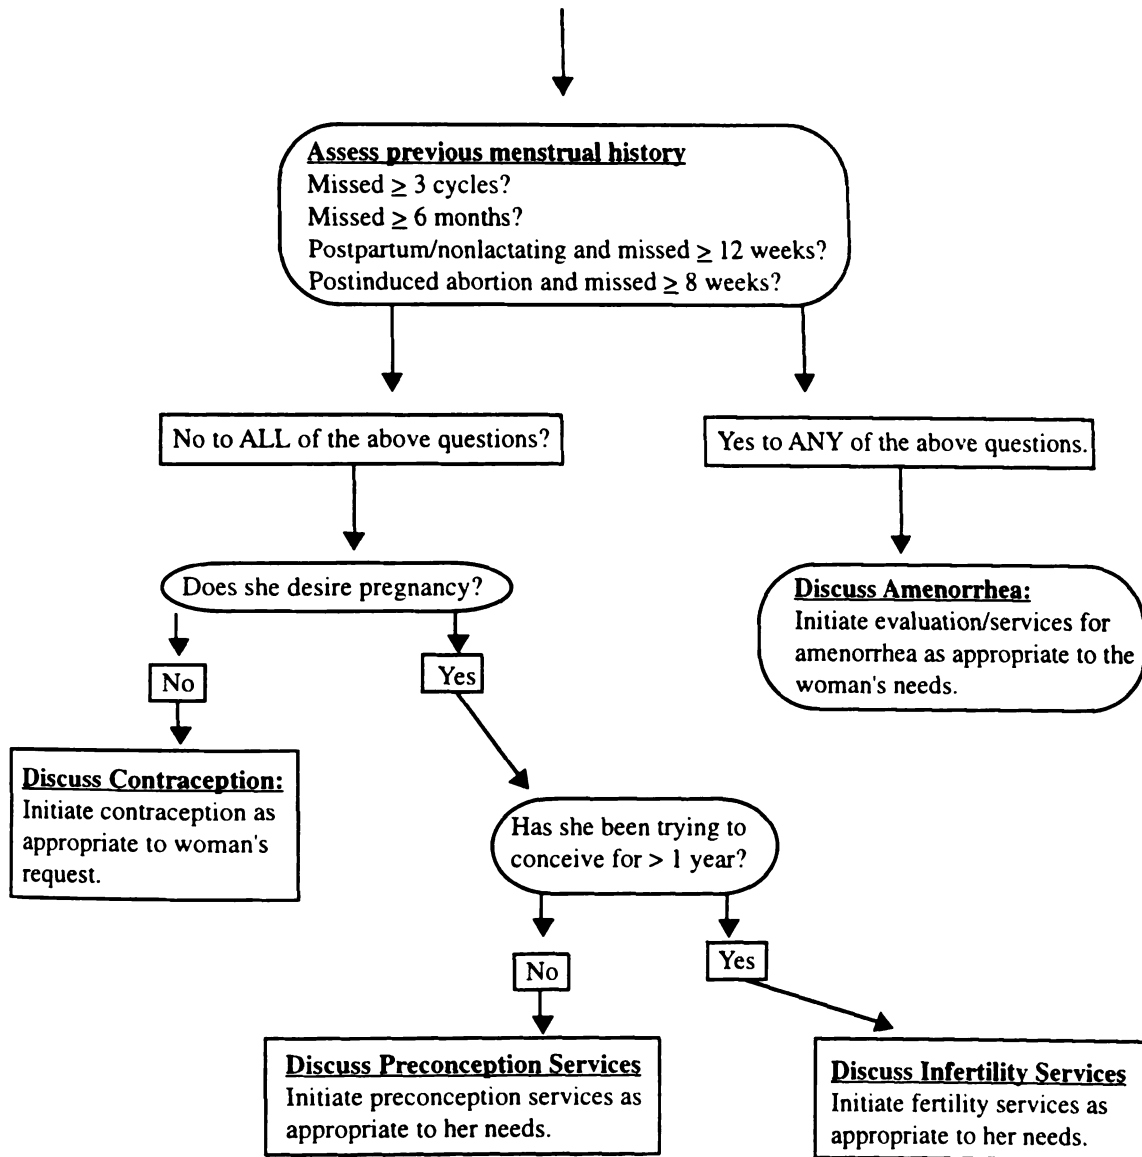 Assess previous menstrual history
Missed ≥ 3 cycles?
Missed ≥ 6 months?
Postpartum/nonlactating and missed ≥ 12 weeks?
Postinduced abortion and missed ≥ 8 weeks?
No to ALL of the above questions?
Yes to ANY of the above questions.
Does she desire pregnancy?
Discuss Amenorrhea:
Initiate evaluation/services for
amenorrhea as appropriate to the
woman's needs.
No
Yes
Discuss Contraception:
Initiate contraception as
appropriate to woman's
request.
Has she been trying to
conceive for > 1 year?
No
Yes
Discuss Preconception Services
Initiate preconception services as
appropriate to her needs.
Discuss Infertility Services
Initiate fertility services as
appropriate to her needs.